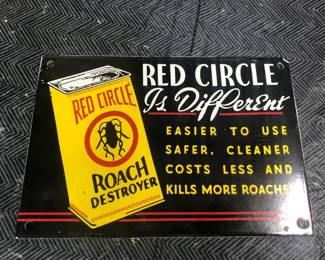 RED CIRCLE
Is Different
EASIER TO USE
SAFER, CLEANER
COSTS LESS AND
KILLS MORE ROACHES
RED CIRCLE
ROACH
DESTROYER